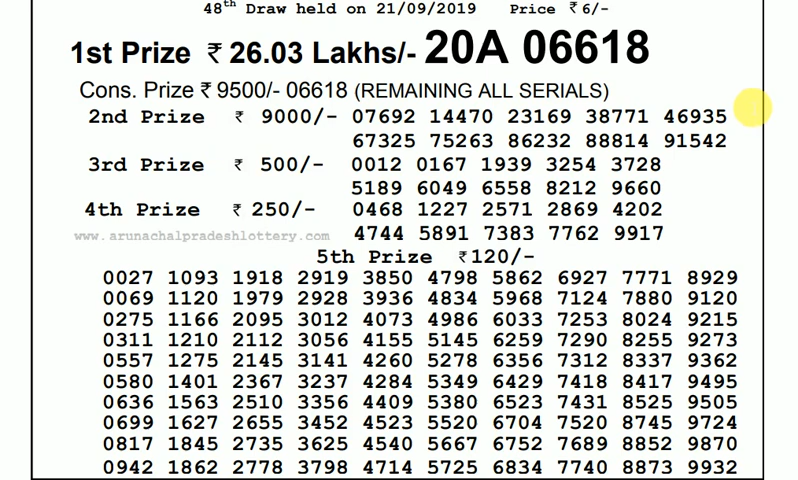 48th Draw held on 21/09/2019 Price ₹ 6/-
1st Prize ₹ 26.03 Lakhs/- 20A 06618
Cons. Prize ₹ 9500/- 06618 (REMAINING ALL SERIALS)
2nd Prize ₹ 9000/- 07692 14470 23169 38771 46935
67325 75263 86232 88814 91542
3rd Prize ₹ 500/- 0012 0167 1939 3254 3728
5189 6049 6558 8212 9660
4th Prize ₹ 250/- 0468 1227 2571 2869 4202
www.arunachalpradeshlottery.com 4744 5891 7383 7762 9917
5th Prize ₹120/-
0027 1093 1918 2919 3850 4798 5862 6927 7771 8929
0069 1120 1979 2928 3936 4834 5968 7124 7880 9120
0275 1166 2095 3012 4073 4986 6033 7253 8024 9215
0311 1210 2112 3056 4155 5145 6259 7290 8255 9273
0557 1275 2145 3141 4260 5278 6356 7312 8337 9362
0580 1401 2367 3237 4284 5349 6429 7418 8417 9495
0636 1563 2510 3356 4409 5380 6523 7431 8525 9505
0699 1627 2655 3452 4523 5520 6704 7520 8745 9724
0817 1845 2735 3625 4540 5667 6752 7689 8852 9870
0942 1862 2778 3798 4714 5725 6834 7740 8873 9932